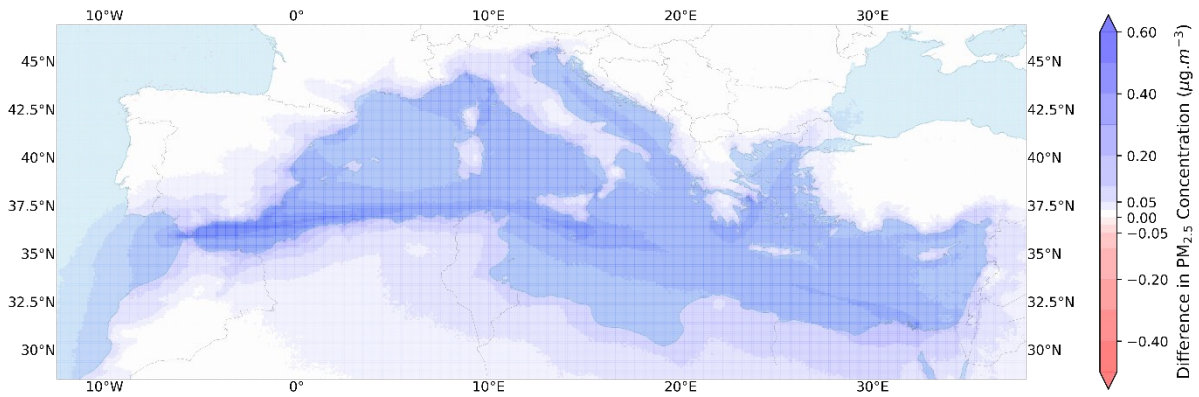 10°W 0° 10°E 20°E 30°E
45°N 45°N
42.5°N 42.5°N
40°N 40°N
37.5°N 37.5°N
35°N 35°N
32.5°N 32.5°N
30°N 30°N
10°W 0° 10°E 20°E 30°E
0.60
0.40
0.20
0.05
0.00
−0.05
−0.20
−0.40
Difference in PM2.5 Concentration (μg.m−3)